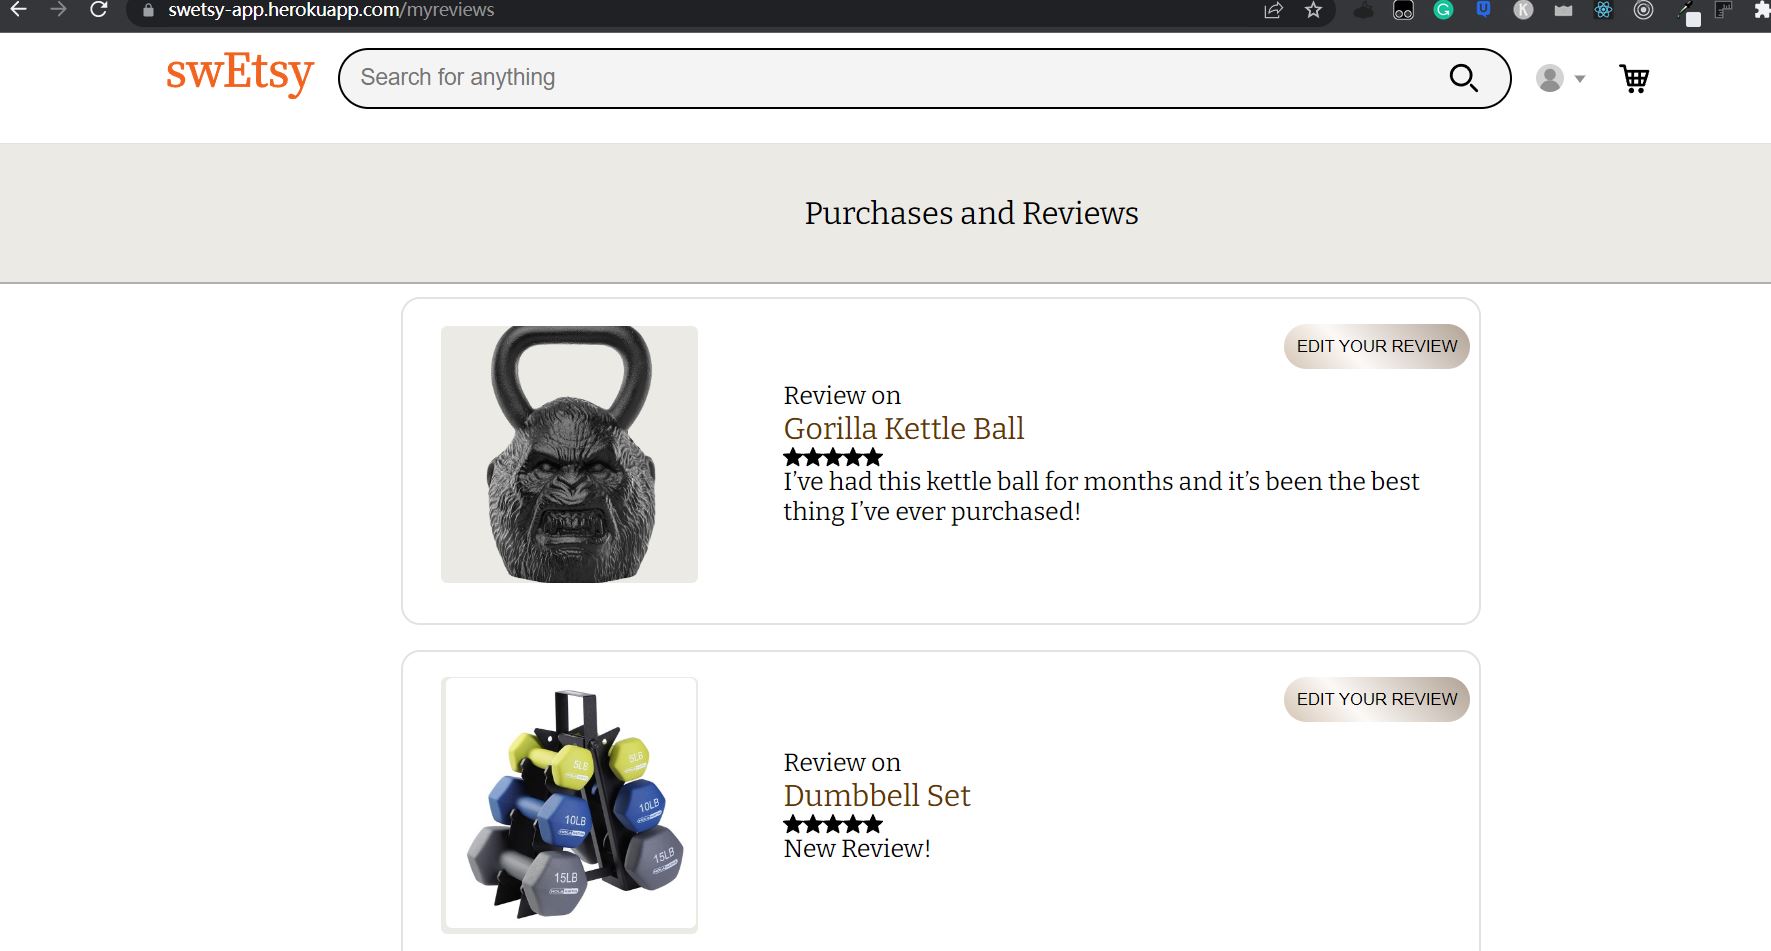 swetsy-app.herokuapp.com/myreviews
swEtsy
Search for anything
Purchases and Reviews
EDIT YOUR REVIEW
Review on
Gorilla Kettle Ball
I’ve had this kettle ball for months and it’s been the best
thing I’ve ever purchased!
EDIT YOUR REVIEW
Review on
Dumbbell Set
New Review!
5LB
5LB
10LB
10LB
15LB
15LB